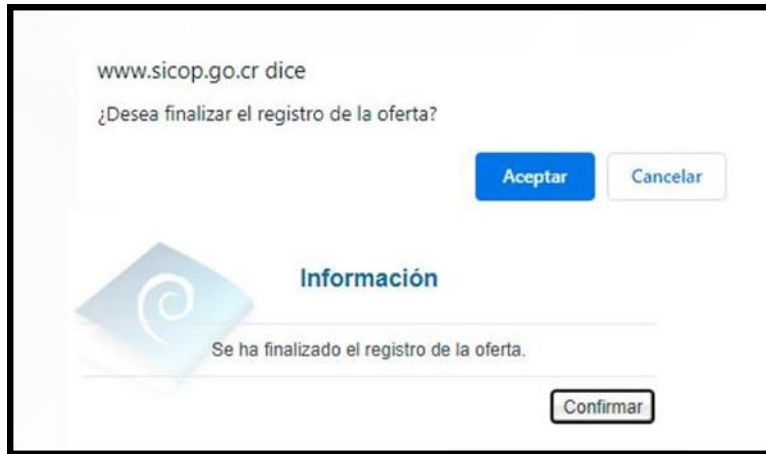 www.sicop.go.cr dice
¿Desea finalizar el registro de la oferta?
Aceptar
Cancelar
Información
Se ha finalizado el registro de la oferta.
Confirmar